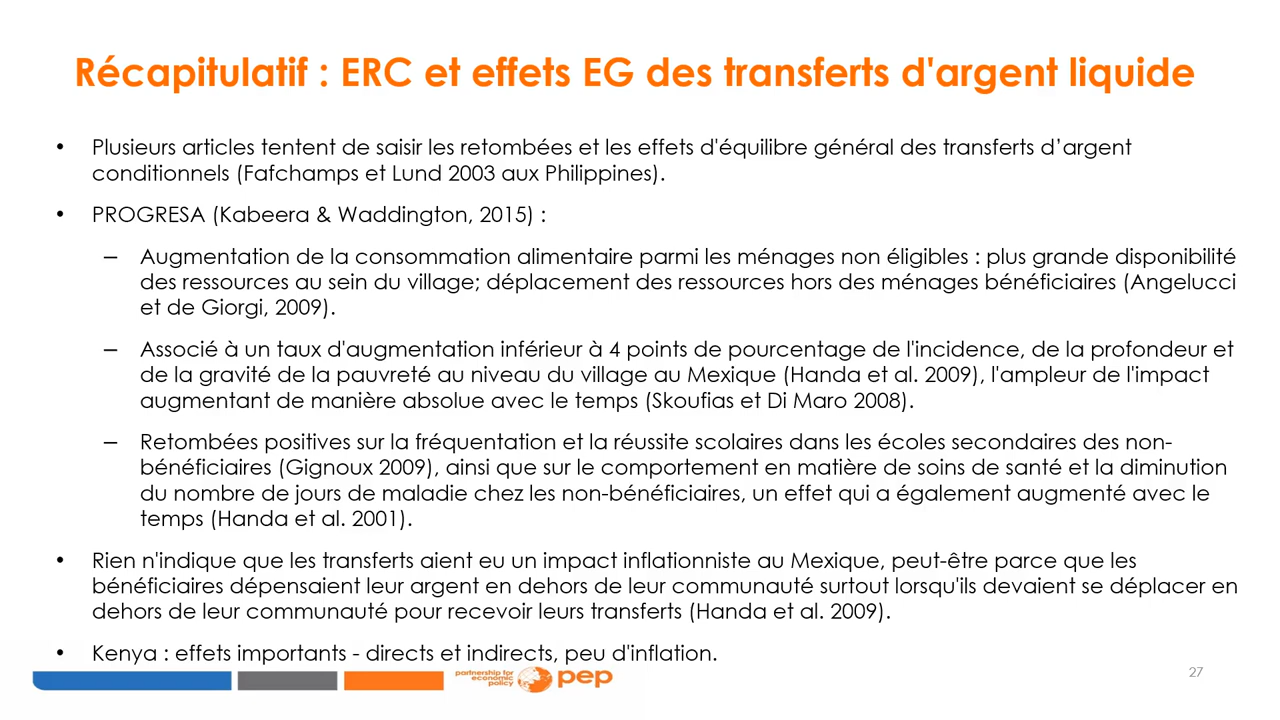 Récapitulatif : ERC et effets EG des transferts d'argent liquide
• Plusieurs articles tentent de saisir les retombées et les effets d'équilibre général des transferts d’argent
conditionnels (Fafchamps et Lund 2003 aux Philippines).
• PROGRESA (Kabeera & Waddington, 2015) :
– Augmentation de la consommation alimentaire parmi les ménages non éligibles : plus grande disponibilité
des ressources au sein du village; déplacement des ressources hors des ménages bénéficiaires (Angelucci
et de Giorgi, 2009).
– Associé à un taux d'augmentation inférieur à 4 points de pourcentage de l'incidence, de la profondeur et
de la gravité de la pauvreté au niveau du village au Mexique (Handa et al. 2009), l'ampleur de l'impact
augmentant de manière absolue avec le temps (Skoufias et Di Maro 2008).
– Retombées positives sur la fréquentation et la réussite scolaires dans les écoles secondaires des non-
bénéficiaires (Gignoux 2009), ainsi que sur le comportement en matière de soins de santé et la diminution
du nombre de jours de maladie chez les non-bénéficiaires, un effet qui a également augmenté avec le
temps (Handa et al. 2001).
• Rien n'indique que les transferts aient eu un impact inflationniste au Mexique, peut-être parce que les
bénéficiaires dépensaient leur argent en dehors de leur communauté surtout lorsqu'ils devaient se déplacer en
dehors de leur communauté pour recevoir leurs transferts (Handa et al. 2009).
• Kenya : effets importants - directs et indirects, peu d'inflation.
partnership for
economic
policy
pep
27